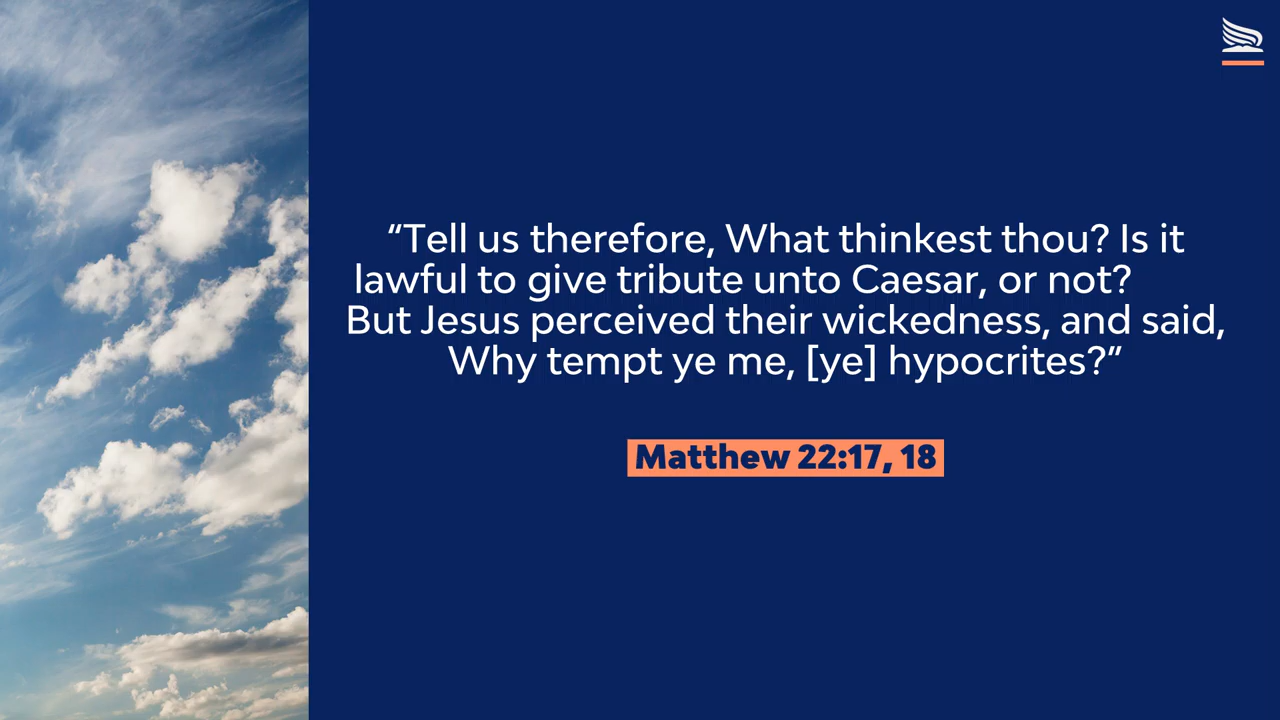 “Tell us therefore, What thinkest thou? Is it
lawful to give tribute unto Caesar, or not?
But Jesus perceived their wickedness, and said,
Why tempt ye me, [ye] hypocrites?”
Matthew 22:17, 18